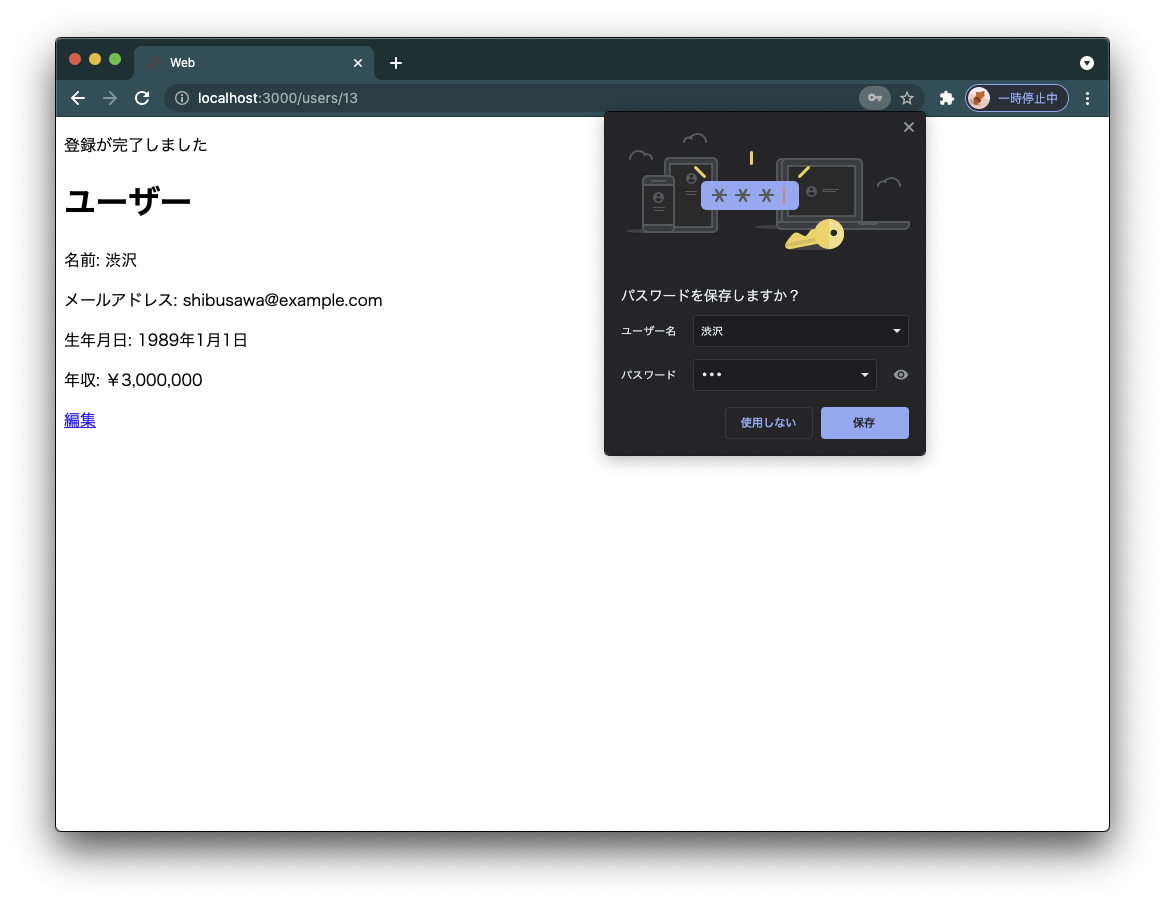 Web
localhost:3000/users/13
一時停止中
登録が完了しました
ユーザー
名前: 渋沢
メールアドレス: shibusawa@example.com
生年月日: 1989年1月1日
年収: ￥3,000,000
編集
パスワードを保存しますか？
ユーザー名 渋沢
パスワード •••
使用しない 保存